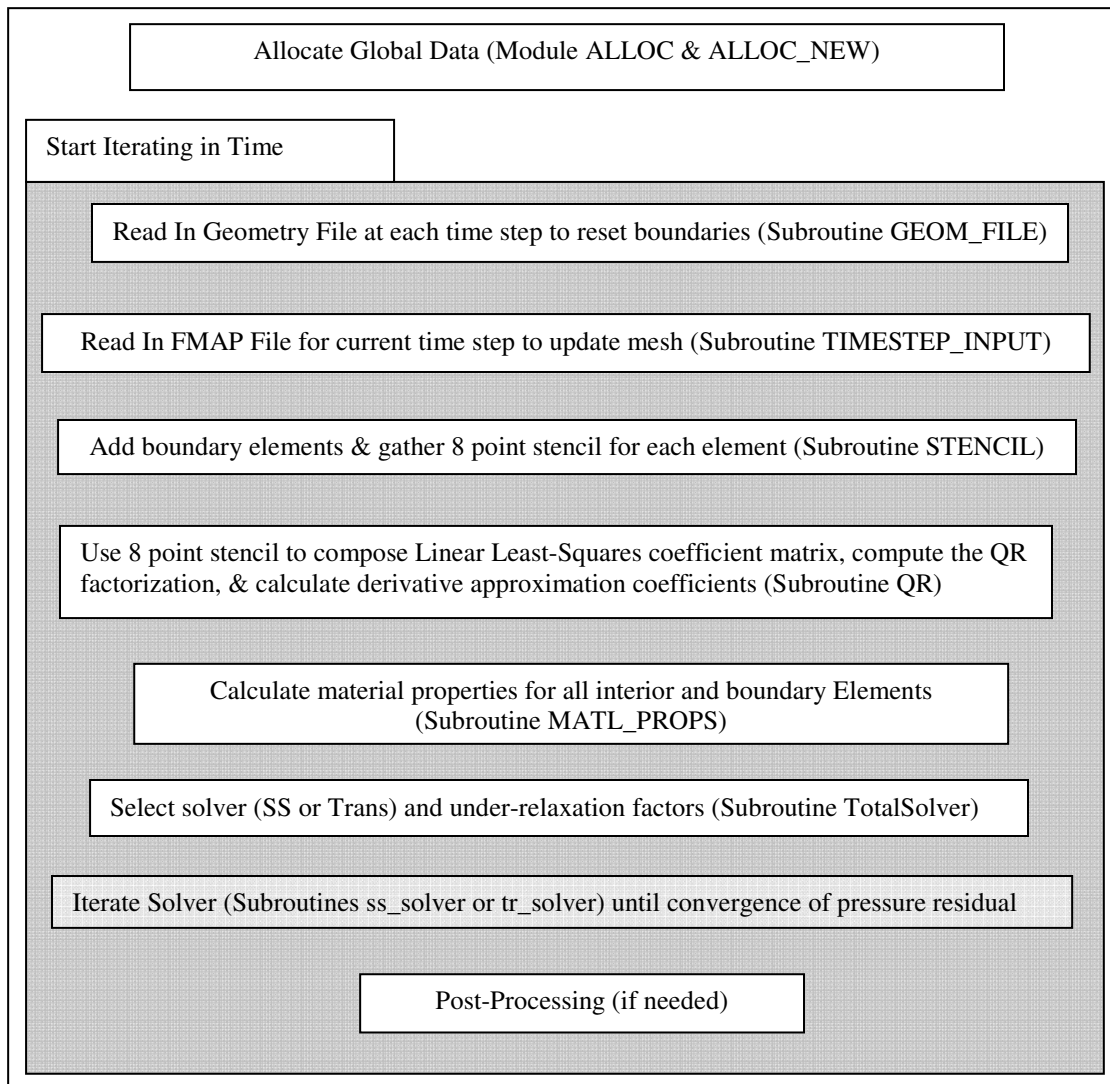 Allocate Global Data (Module ALLOC & ALLOC_NEW)
Start Iterating in Time
Read In Geometry File at each time step to reset boundaries (Subroutine GEOM_FILE)
Read In FMAP File for current time step to update mesh (Subroutine TIMESTEP_INPUT)
Add boundary elements & gather 8 point stencil for each element (Subroutine STENCIL)
Use 8 point stencil to compose Linear Least-Squares coefficient matrix, compute the QR
factorization, & calculate derivative approximation coefficients (Subroutine QR)
Calculate material properties for all interior and boundary Elements
(Subroutine MATL_PROPS)
Select solver (SS or Trans) and under-relaxation factors (Subroutine TotalSolver)
Iterate Solver (Subroutines ss_solver or tr_solver) until convergence of pressure residual
Post-Processing (if needed)